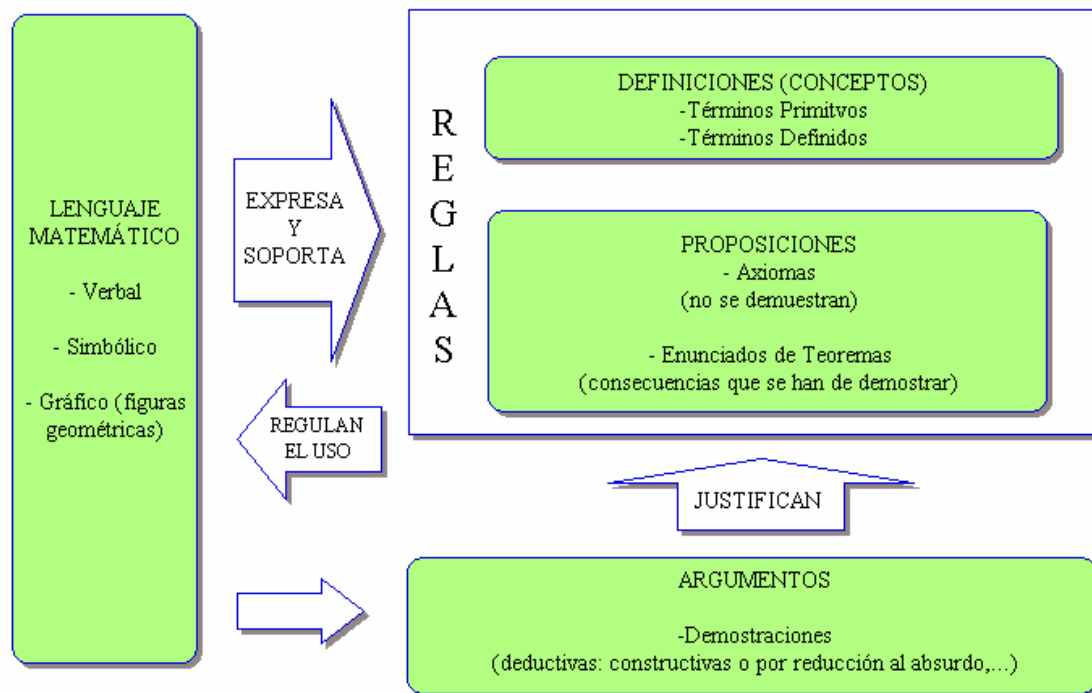 LENGUAJE
MATEMÁTICO
- Verbal
- Simbólico
- Gráfico (figuras
geométricas)
EXPRESA
Y
SOPORTA
REGULAN
EL USO
REGLAS
DEFINICIONES (CONCEPTOS)
-Términos Primitvos
-Términos Definidos
PROPOSICIONES
- Axiomas
(no se demuestran)
- Enunciados de Teoremas
(consecuencias que se han de demostrar)
JUSTIFICAN
ARGUMENTOS
-Demostraciones
(deductivas: constructivas o por reducción al absurdo,...)